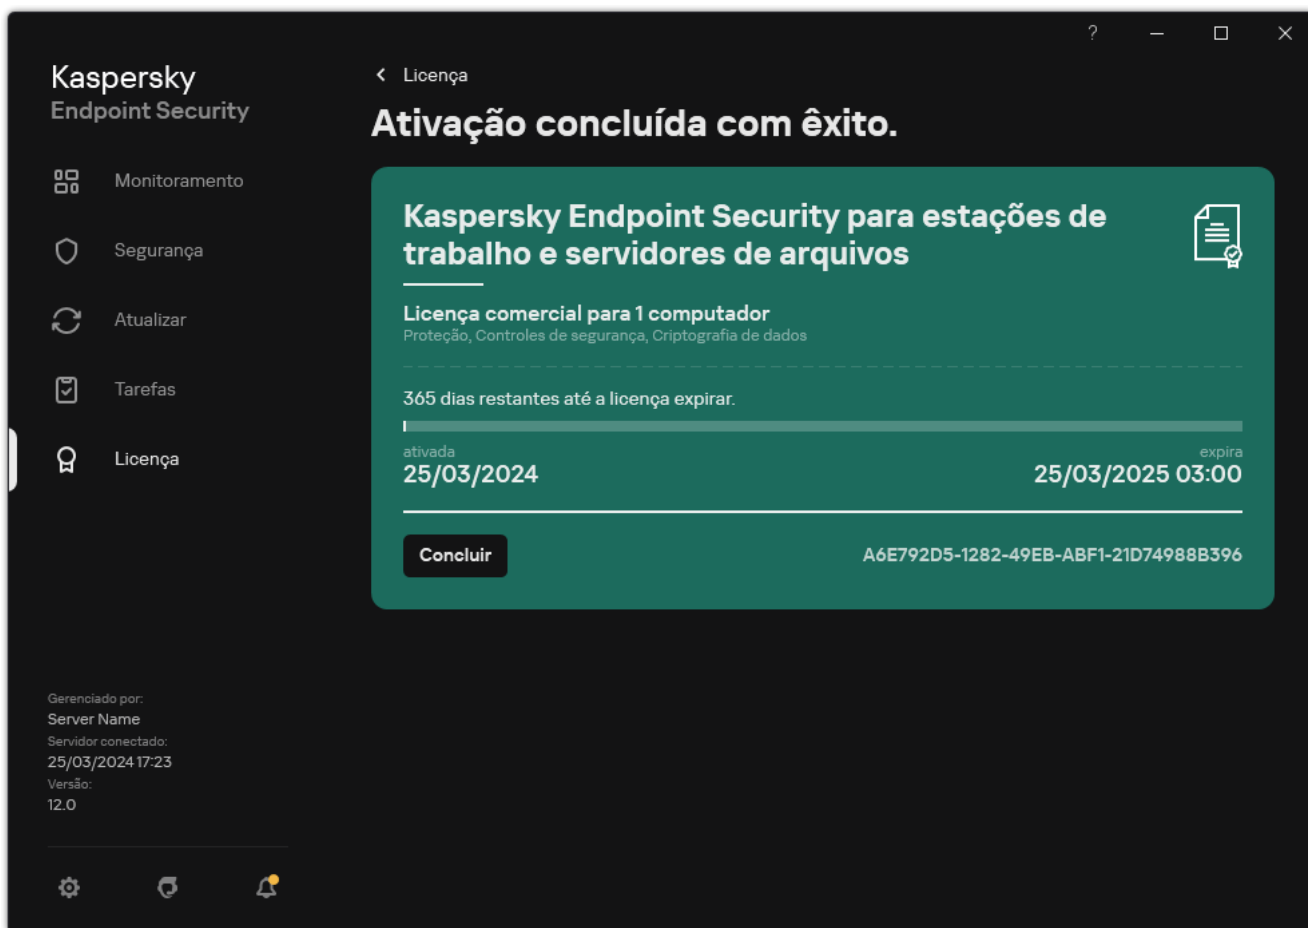 ?
Kaspersky
Endpoint Security
Monitoramento
Segurança
Atualizar
Tarefas
Licença
Gerenciado por:
Server Name
Servidor conectado:
25/03/2024 17:23
Versão:
12.0
Licença
Ativação concluída com êxito.
Kaspersky Endpoint Security para estações de
trabalho e servidores de arquivos
Licença comercial para 1 computador
Proteção, Controles de segurança, Criptografia de dados
365 dias restantes até a licença expirar.
ativada expira
25/03/2024 25/03/2025 03:00
Concluir A6E792D5-1282-49EB-ABF1-21D74988B396